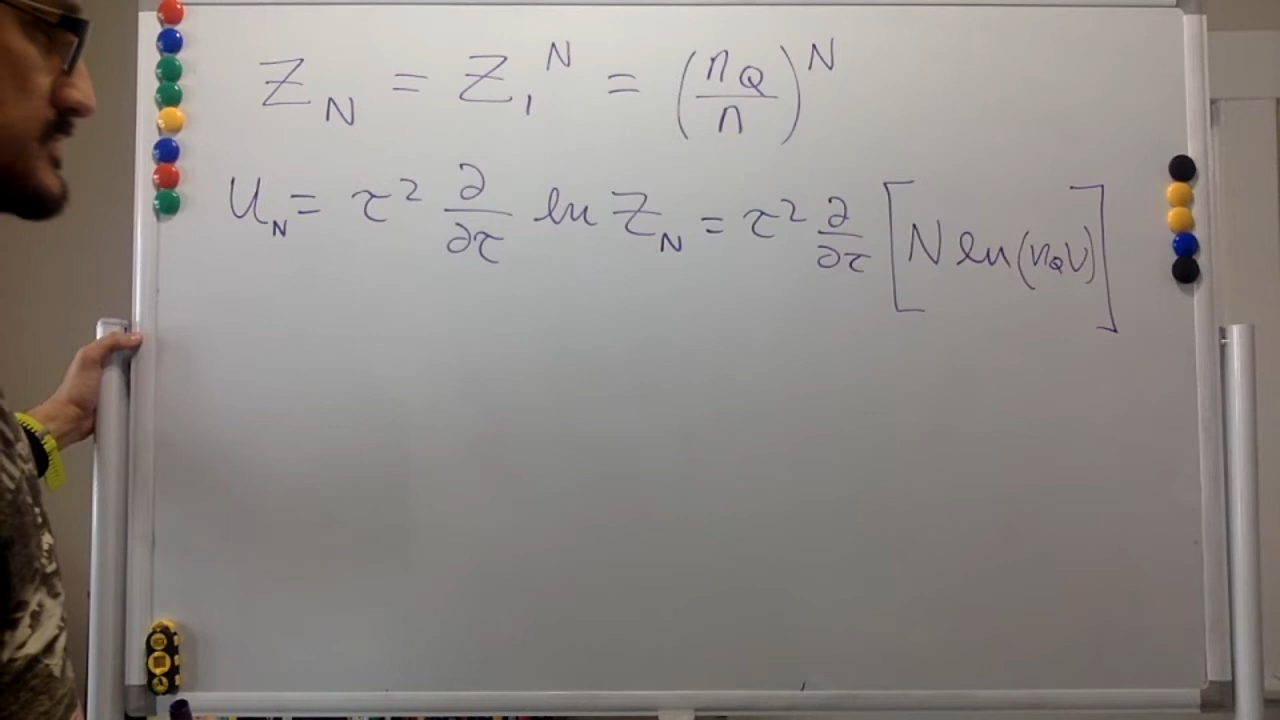 Z_N = Z_1^N = (n_Q/n)^N
U_N = τ² ∂/∂τ ln Z_N = τ² ∂/∂τ [N ln(n_Q V)]